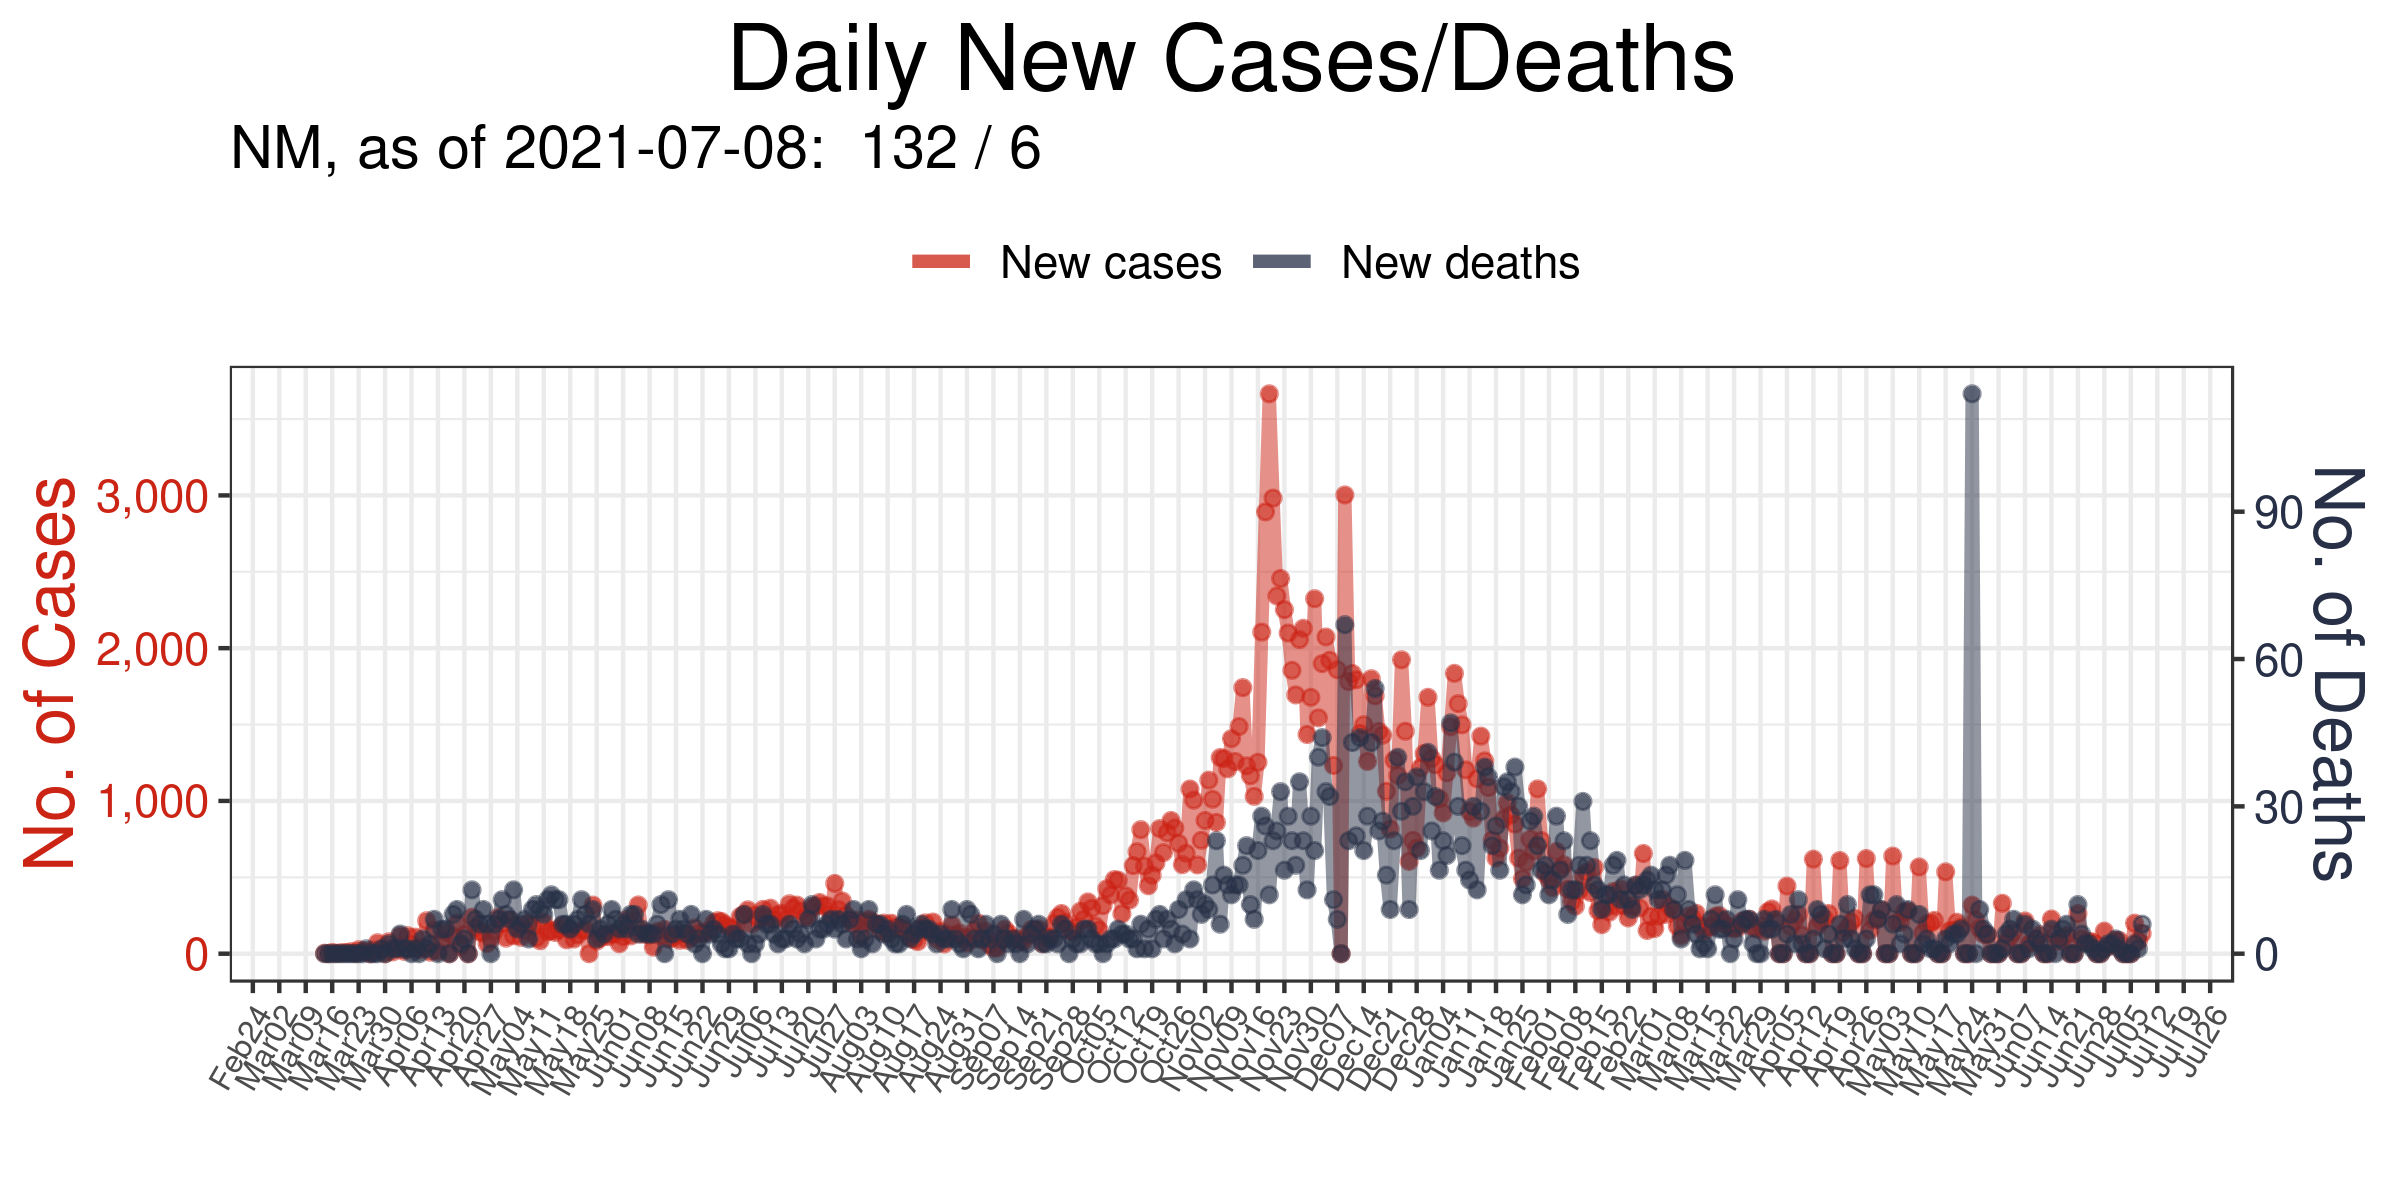 Daily New Cases/Deaths
NM, as of 2021-07-08:  132 / 6
New cases
New deaths
No. of Cases
3,000
2,000
1,000
0
90
60
30
0
No. of Deaths
Feb24
Mar02
Mar09
Mar16
Mar23
Mar30
Apr06
Apr13
Apr20
Apr27
May04
May11
May18
May25
Jun01
Jun08
Jun15
Jun22
Jun29
Jul06
Jul13
Jul20
Jul27
Aug03
Aug10
Aug17
Aug24
Aug31
Sep07
Sep14
Sep21
Sep28
Oct05
Oct12
Oct19
Oct26
Nov02
Nov09
Nov16
Nov23
Nov30
Dec07
Dec14
Dec21
Dec28
Jan04
Jan11
Jan18
Jan25
Feb01
Feb08
Feb15
Feb22
Mar01
Mar08
Mar15
Mar22
Mar29
Apr05
Apr12
Apr19
Apr26
May03
May10
May17
May24
May31
Jun07
Jun14
Jun21
Jun28
Jul05
Jul12
Jul19
Jul26